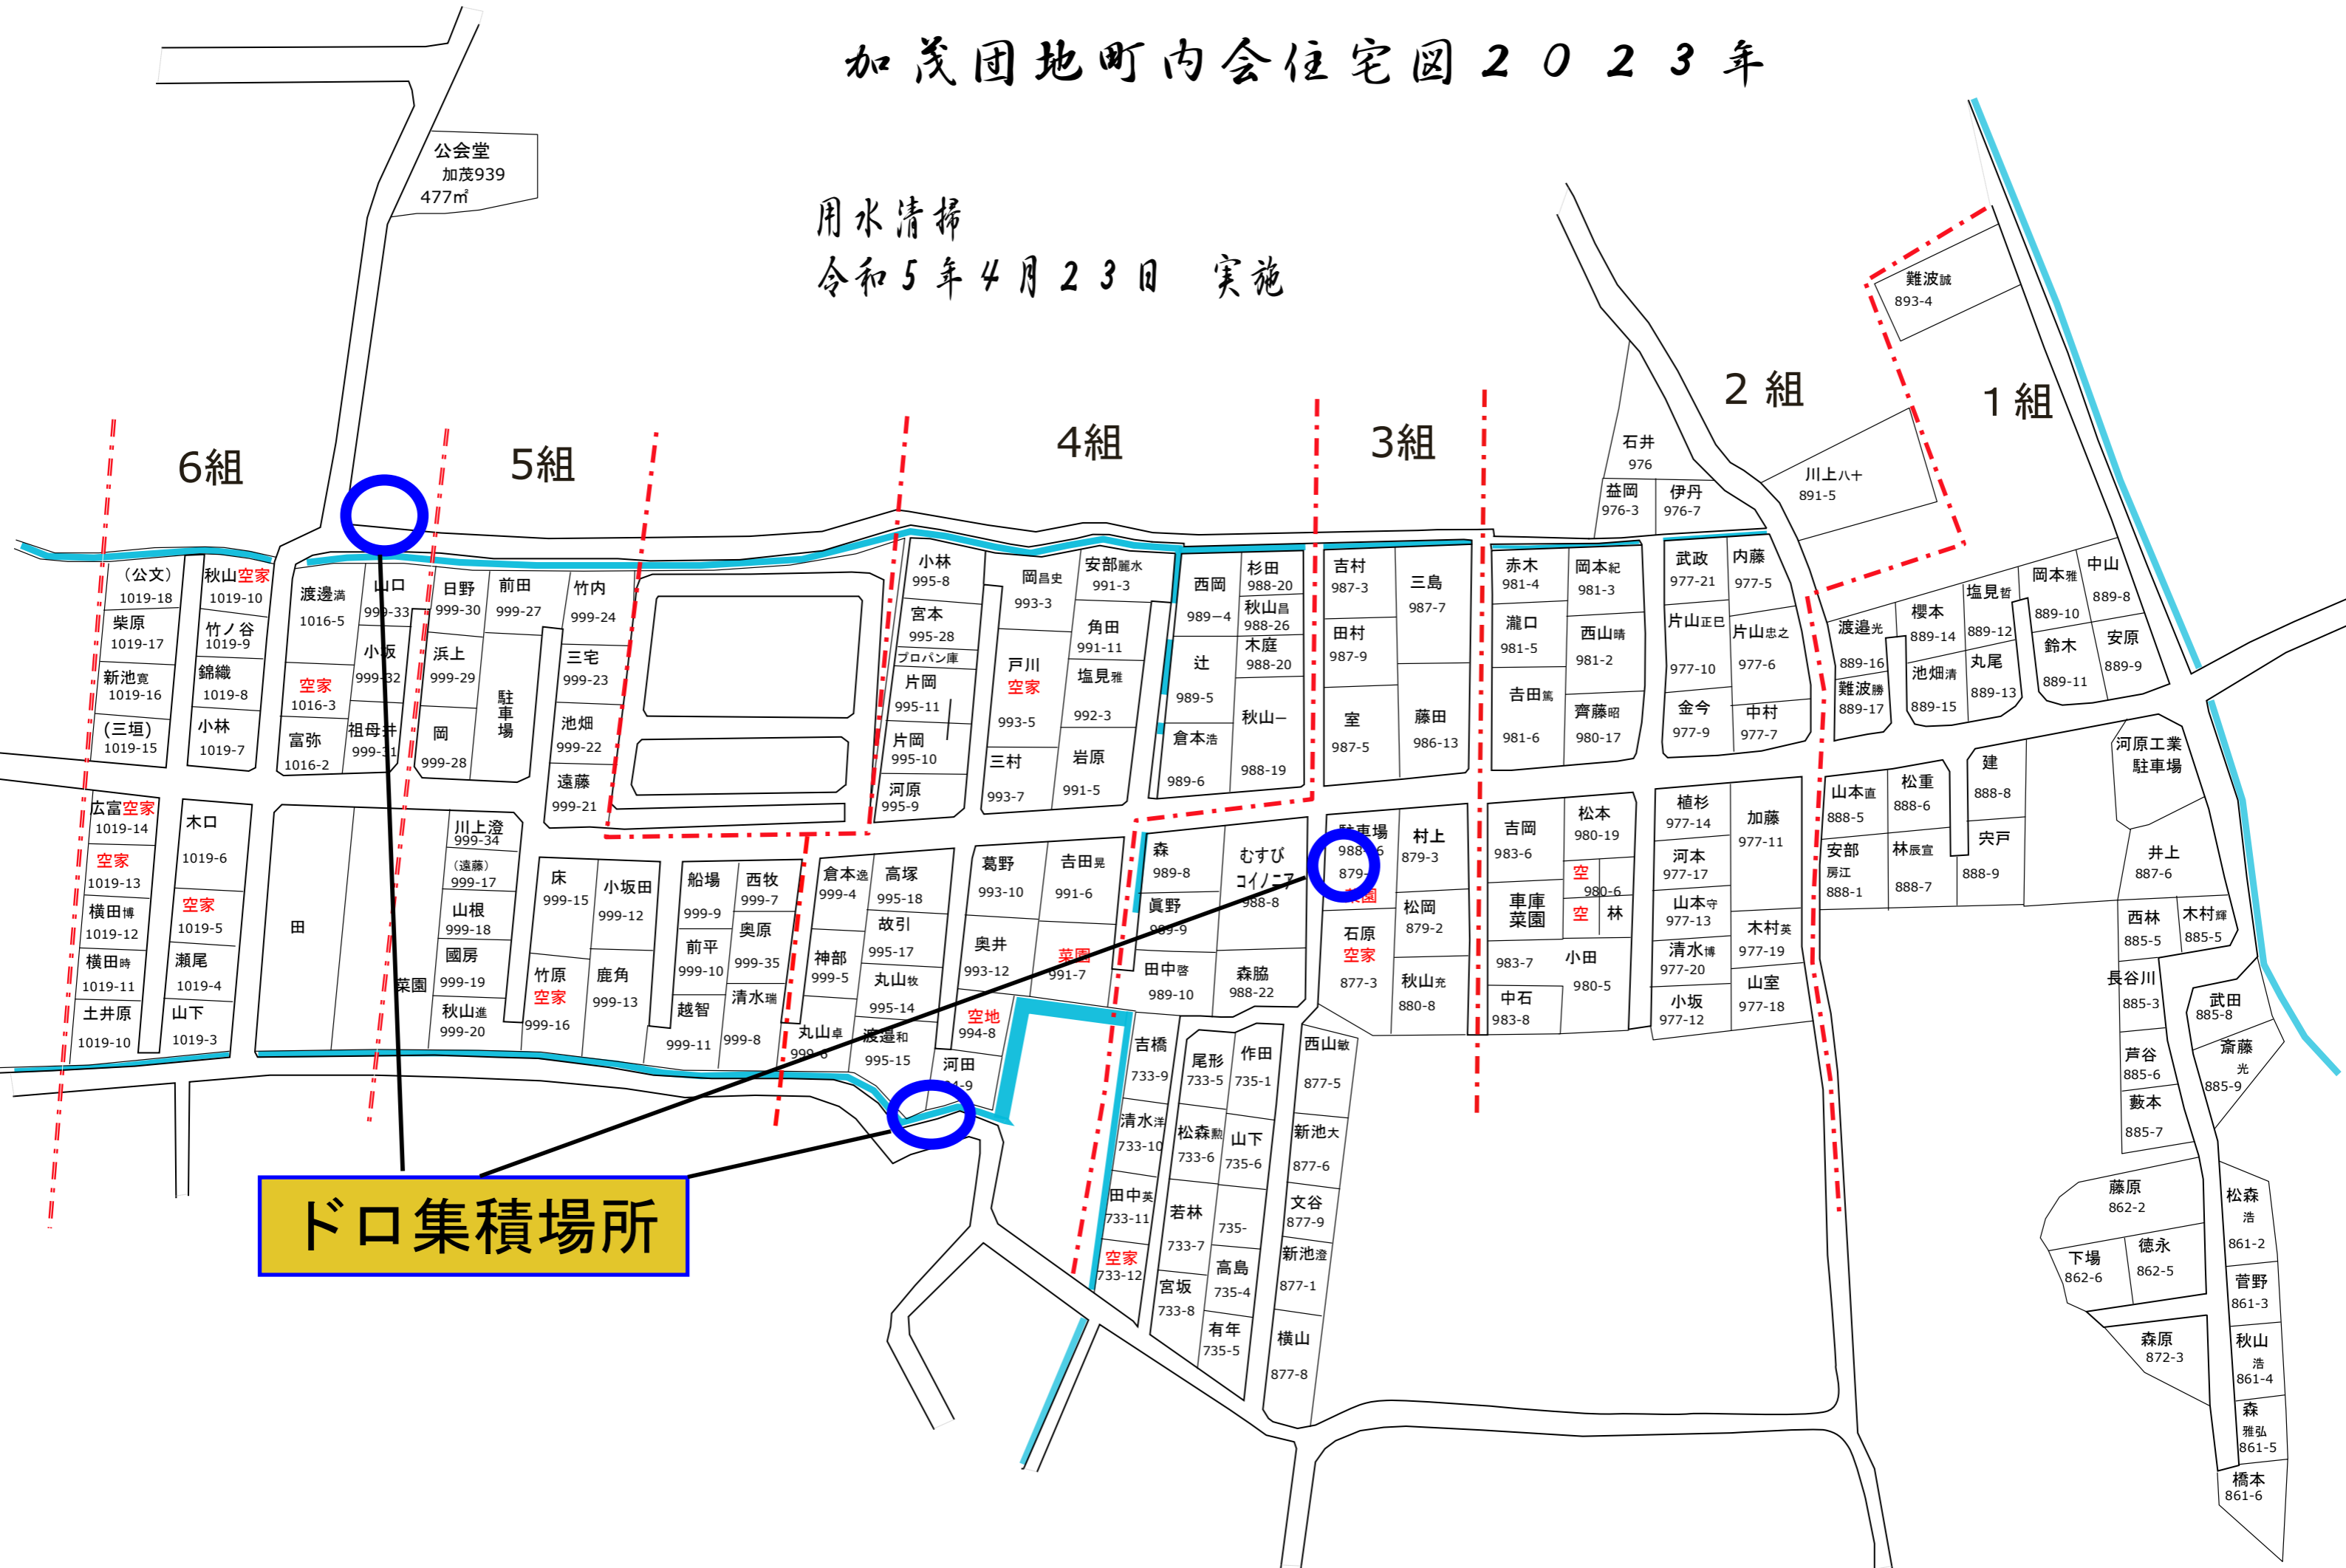 加茂団地町内会住宅図２０２３年
公会堂
加茂939
477㎡
用水清掃
令和５年４月２３日　実施
6組
5組
4組
3組
2 組
1 組
難波誠
893-4
川上八十
891-5
石井
976
益岡
976-3
伊丹
976-7
（公文）
1019-18
柴原
1019-17
新池寛
1019-16
(三垣)
1019-15
秋山空家
1019-10
竹ノ谷
1019-9
錦織
1019-8
小林
1019-7
渡邊満
1016-5
空家
1016-3
富弥
1016-2
山口
999-33
小坂
999-32
祖母井
999-31
日野
999-30
浜上
999-29
岡
999-28
前田
999-27
駐車場
竹内
999-24
三宅
999-23
池畑
999-22
遠藤
999-21
小林
995-8
宮本
995-28
プロパン庫
片岡
995-11
片岡
995-10
河原
995-9
岡昌史
993-3
戸川
空家
993-5
三村
993-7
安部麗水
991-3
角田
991-11
塩見雅
992-3
岩原
991-5
西岡
989−4
辻
989-5
倉本浩
989-6
杉田
988-20
秋山昌
988-26
木庭
988-20
秋山一
988-19
吉村
987-3
田村
987-9
室
987-5
三島
987-7
藤田
986-13
赤木
981-4
瀧口
981-5
吉田篤
981-6
岡本紀
981-3
西山晴
981-2
齊藤昭
980-17
武政
977-21
片山正巳
977-10
金今
977-9
内藤
977-5
片山忠之
977-6
中村
977-7
渡邉光
889-16
難波勝
889-17
櫻本
889-14
池畑清
889-15
塩見哲
889-12
丸尾
889-13
岡本雅
889-10
鈴木
889-11
中山
889-8
安原
889-9
広富空家
1019-14
空家
1019-13
横田博
1019-12
横田時
1019-11
土井原
1019-10
木口
1019-6
空家
1019-5
瀬尾
1019-4
山下
1019-3
田
菜園
川上澄
999-34
（遠藤）
999-17
山根
999-18
國房
999-19
秋山進
999-20
床
999-15
竹原
空家
999-16
小坂田
999-12
鹿角
999-13
船場
999-9
前平
999-10
越智
999-11
西牧
999-7
奥原
999-35
清水瑞
999-8
倉本逸
999-4
神部
999-5
丸山卓
高塚
995-18
故引
995-17
丸山牧
995-14
渡邉和
995-15
葛野
993-10
奥井
993-12
空地
994-8
河田
吉田晃
991-6
菜園
991-7
森
989-8
眞野
989-9
田中啓
989-10
むすび
コイノニア
988-8
森脇
988-22
駐車場
菜園
石原
空家
877-3
村上
879-3
松岡
879-2
秋山充
880-8
吉岡
983-6
車庫
菜園
983-7
中石
983-8
松本
980-19
空
980-6
空
林
小田
980-5
植杉
977-14
河本
977-17
山本守
977-13
清水博
977-20
小坂
977-12
加藤
977-11
木村英
977-19
山室
977-18
山本直
888-5
安部
房江
888-1
松重
888-6
林辰宣
888-7
建
888-8
宍戸
888-9
河原工業
駐車場
井上
887-6
西林
885-5
木村輝
885-5
長谷川
885-3
芦谷
885-6
藪本
885-7
武田
885-8
斎藤
光
885-9
吉橋
733-9
清水洋
733-10
田中英
733-11
空家
733-12
尾形
733-5
松森勲
733-6
若林
733-7
宮坂
733-8
作田
735-1
山下
735-6
735-
高島
735-4
有年
735-5
西山敏
877-5
新池大
877-6
文谷
877-9
新池澄
877-1
横山
877-8
藤原
862-2
下場
862-6
徳永
862-5
森原
872-3
松森
浩
861-2
菅野
861-3
秋山
浩
861-4
森
雅弘
861-5
橋本
861-6
ドロ集積場所